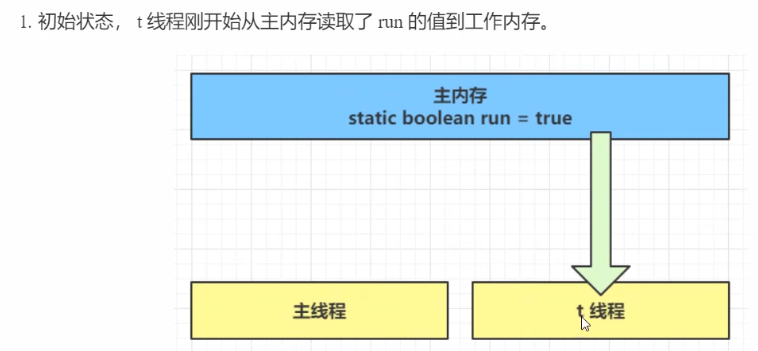 1. 初始状态， t 线程刚开始从主内存读取了 run 的值到工作内存。
主内存
static boolean run = true
主线程
t 线程